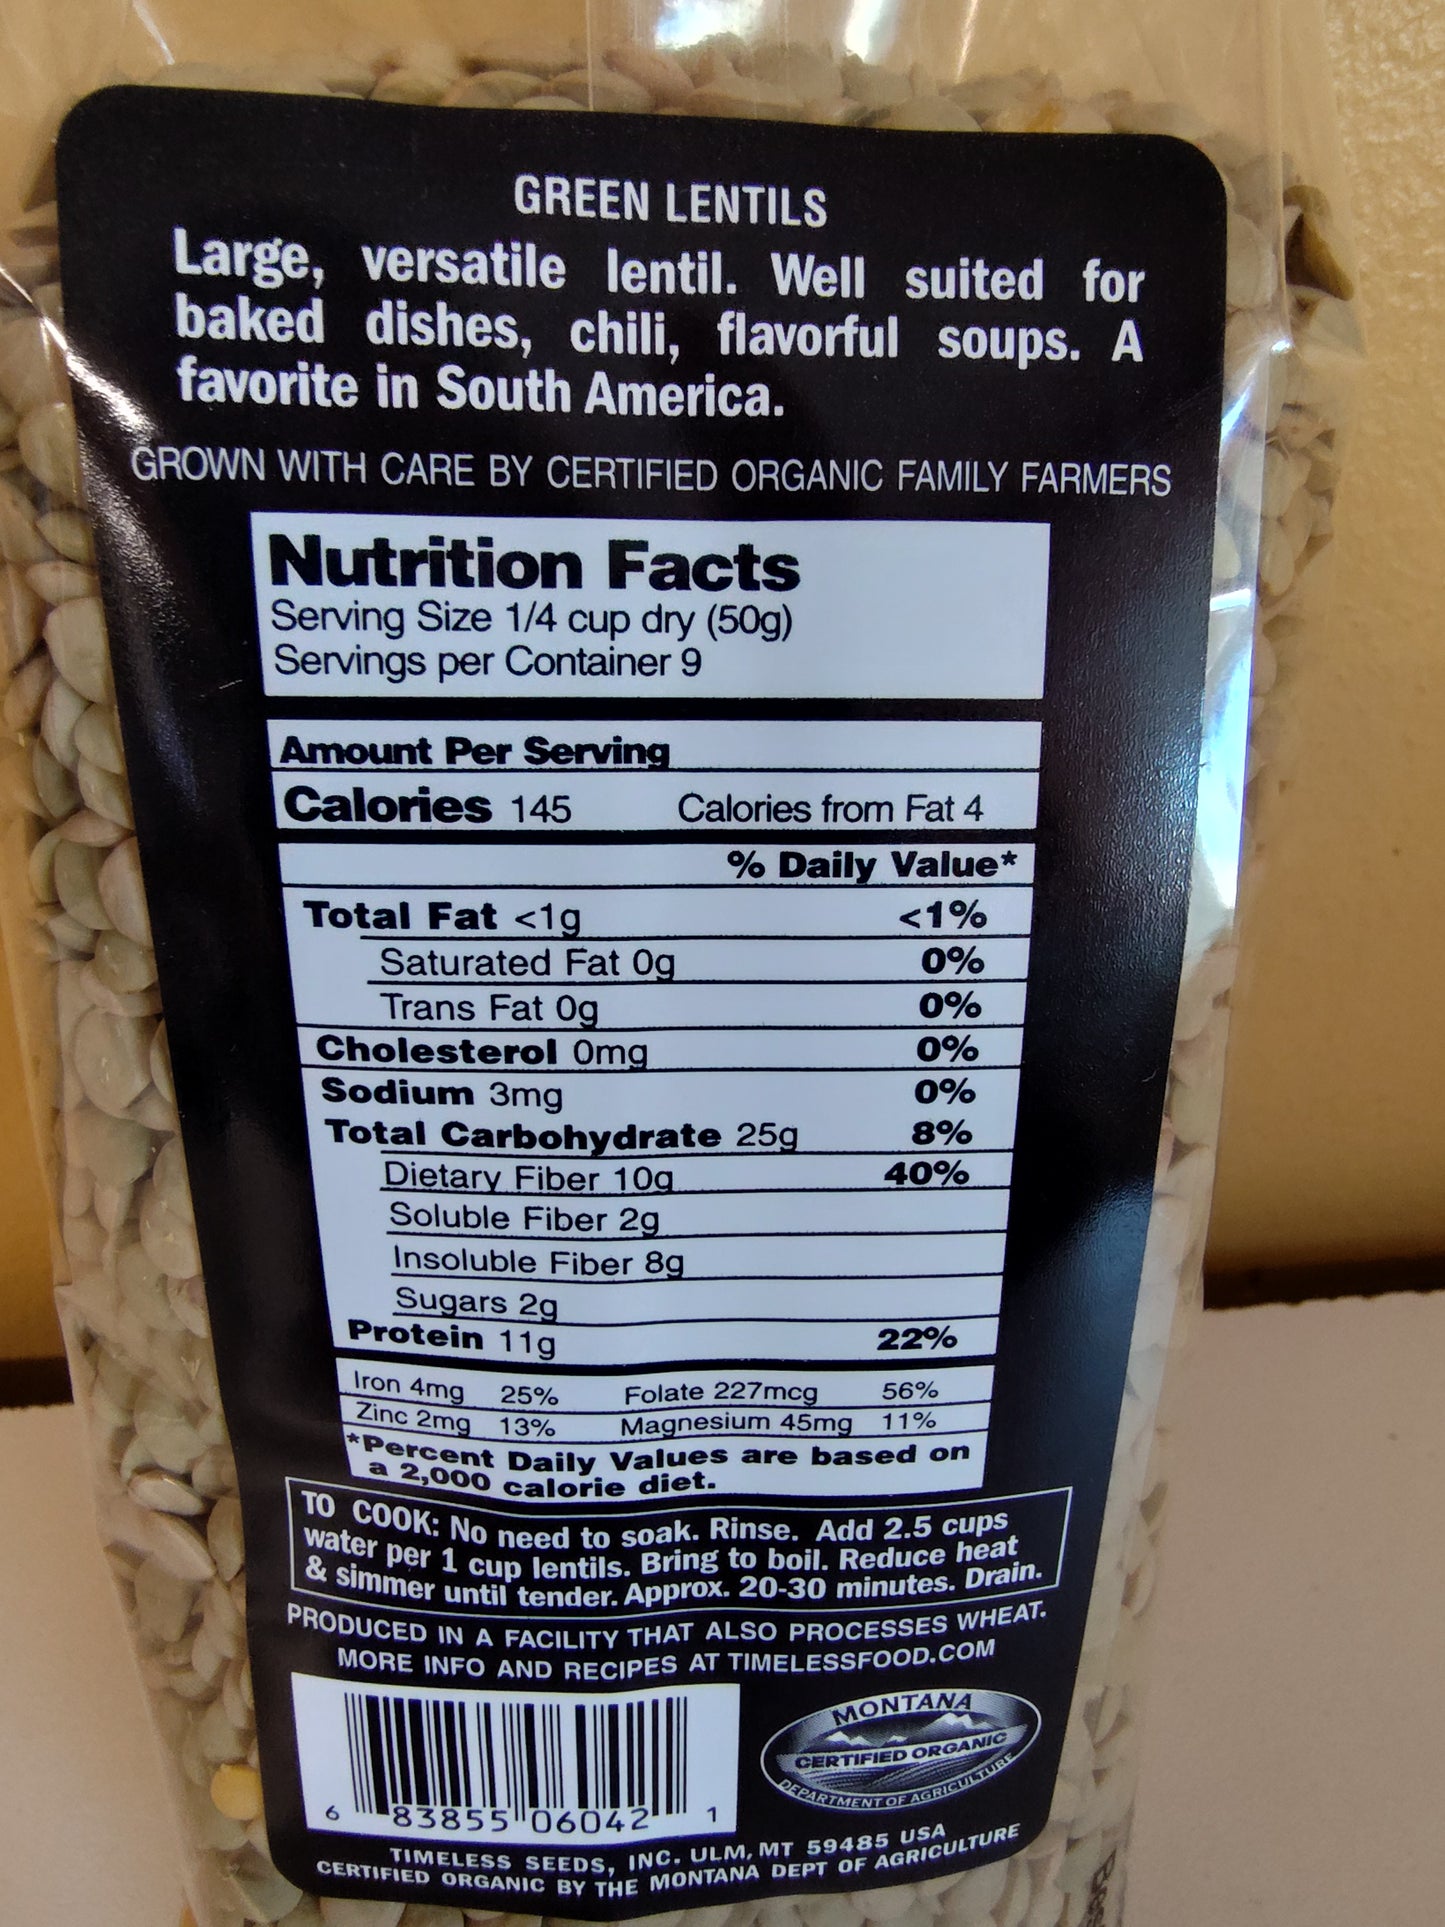 GREEN LENTILS
Large, versatile lentil. Well suited for
baked dishes, chili, flavorful soups. A
favorite in South America.
GROWN WITH CARE BY CERTIFIED ORGANIC FAMILY FARMERS
Nutrition Facts
Serving Size 1/4 cup dry (50g)
Servings per Container 9
Amount Per Serving
Calories 145 Calories from Fat 4
% Daily Value*
Total Fat <1g <1%
Saturated Fat 0g 0%
Trans Fat 0g 0%
Cholesterol 0mg 0%
Sodium 3mg 0%
Total Carbohydrate 25g 8%
Dietary Fiber 10g 40%
Soluble Fiber 2g
Insoluble Fiber 8g
Sugars 2g
Protein 11g 22%
Iron 4mg 25% Folate 227mcg 56%
Zinc 2mg 13% Magnesium 45mg 11%
*Percent Daily Values are based on
a 2,000 calorie diet.
TO COOK: No need to soak. Rinse. Add 2.5 cups
water per 1 cup lentils. Bring to boil. Reduce heat
& simmer until tender. Approx. 20-30 minutes. Drain.
PRODUCED IN A FACILITY THAT ALSO PROCESSES WHEAT.
MORE INFO AND RECIPES AT TIMELESSFOOD.COM
6 83855 06042 1
MONTANA
CERTIFIED ORGANIC
DEPARTMENT OF AGRICULTURE
TIMELESS SEEDS, INC. ULM, MT 59485 USA
CERTIFIED ORGANIC BY THE MONTANA DEPT OF AGRICULTURE